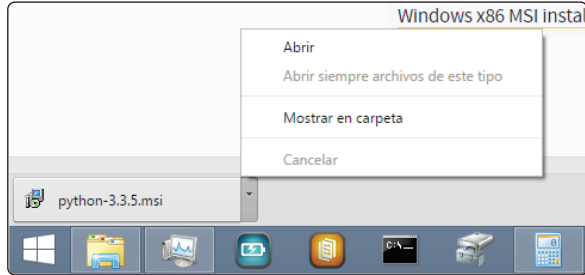 Windows x86 MSI instal
Abrir
Abrir siempre archivos de este tipo
Mostrar en carpeta
Cancelar
python-3.3.5.msi
C:\_